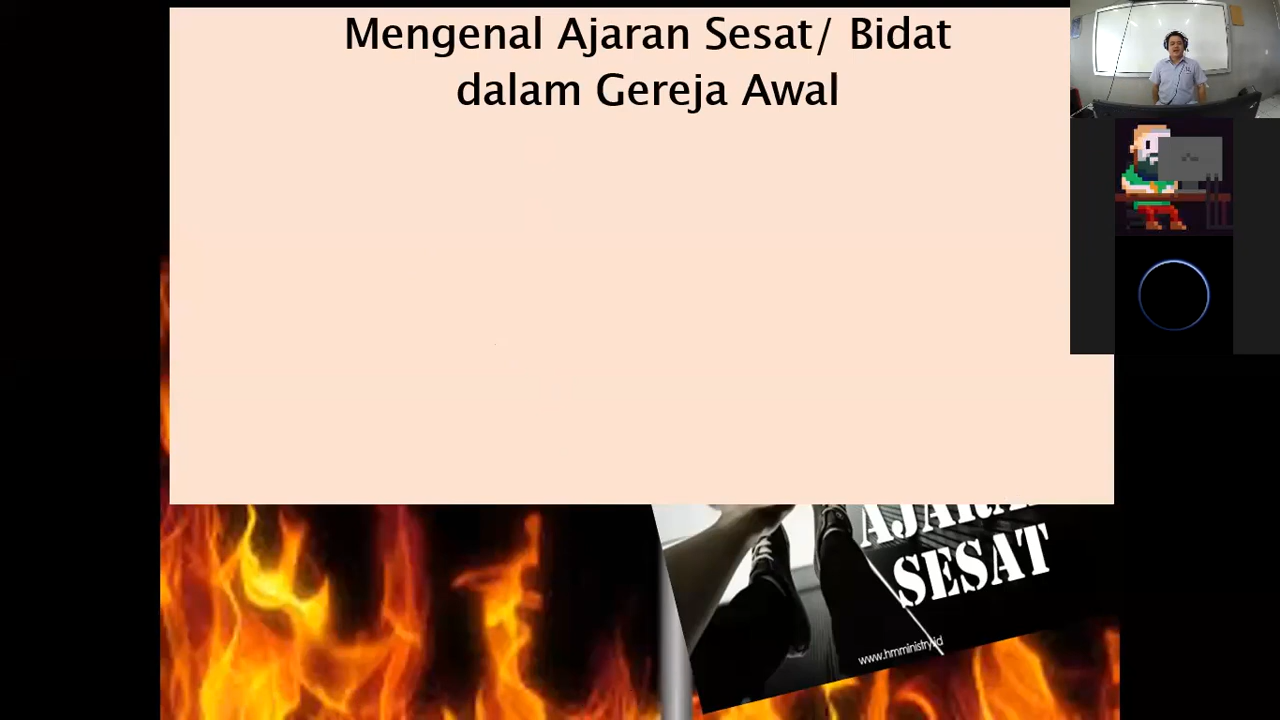 Mengenal Ajaran Sesat/ Bidat
dalam Gereja Awal
SESAT
www.hmministry.id